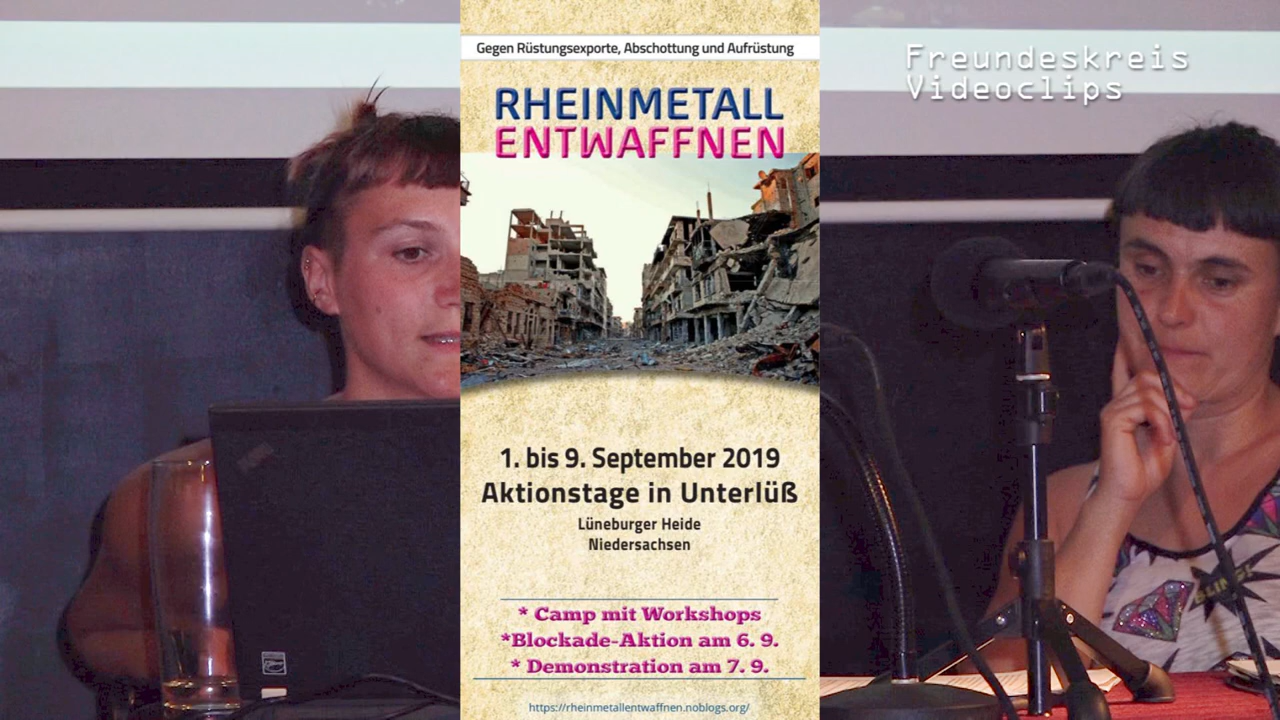 Gegen Rüstungsexporte, Abschottung und Aufrüstung
RHEINMETALL
ENTWAFFNEN
1. bis 9. September 2019
Aktionstage in Unterlüß
Lüneburger Heide
Niedersachsen
* Camp mit Workshops
*Blockade-Aktion am 6. 9.
* Demonstration am 7. 9.
https://rheinmetallentwaffnen.noblogs.org/
Freundeskreis
Videoclips